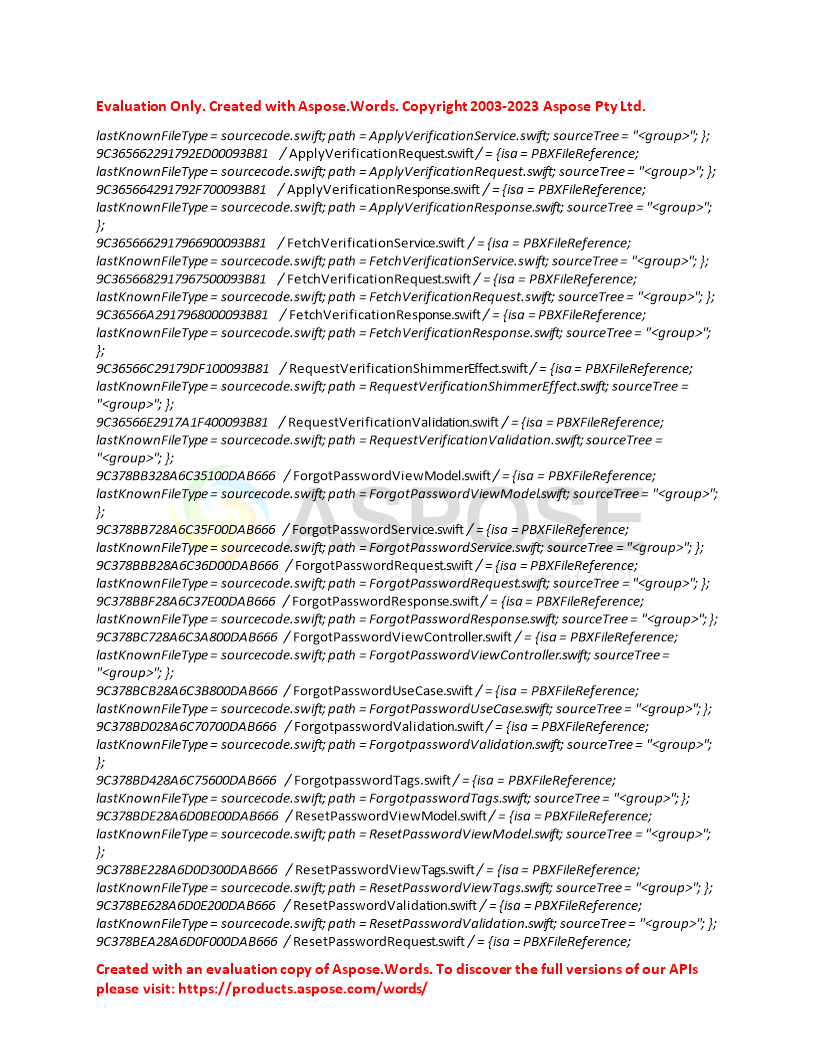 Evaluation Only. Created with Aspose.Words. Copyright 2003-2023 Aspose Pty Ltd.
lastKnownFileType = sourcecode.swift; path = ApplyVerificationService.swift; sourceTree = "<group>"; };
9C365662291792ED00093B81 / ApplyVerificationRequest.swift / = {isa = PBXFileReference;
lastKnownFileType = sourcecode.swift; path = ApplyVerificationRequest.swift; sourceTree = "<group>"; };
9C365664291792F700093B81 / ApplyVerificationResponse.swift / = {isa = PBXFileReference;
lastKnownFileType = sourcecode.swift; path = ApplyVerificationResponse.swift; sourceTree = "<group>";
};
9C3656662917966900093B81 / FetchVerificationService.swift / = {isa = PBXFileReference;
lastKnownFileType = sourcecode.swift; path = FetchVerificationService.swift; sourceTree = "<group>"; };
9C3656682917967500093B81 / FetchVerificationRequest.swift / = {isa = PBXFileReference;
lastKnownFileType = sourcecode.swift; path = FetchVerificationRequest.swift; sourceTree = "<group>"; };
9C36566A2917968000093B81 / FetchVerificationResponse.swift / = {isa = PBXFileReference;
lastKnownFileType = sourcecode.swift; path = FetchVerificationResponse.swift; sourceTree = "<group>";
};
9C36566C29179DF100093B81 / RequestVerificationShimmerEffect.swift / = {isa = PBXFileReference;
lastKnownFileType = sourcecode.swift; path = RequestVerificationShimmerEffect.swift; sourceTree =
"<group>"; };
9C36566E2917A1F400093B81 / RequestVerificationValidation.swift / = {isa = PBXFileReference;
lastKnownFileType = sourcecode.swift; path = RequestVerificationValidation.swift; sourceTree =
"<group>"; };
9C378BB328A6C35100DAB666 / ForgotPasswordViewModel.swift / = {isa = PBXFileReference;
lastKnownFileType = sourcecode.swift; path = ForgotPasswordViewModel.swift; sourceTree = "<group>";
};
9C378BB728A6C35F00DAB666 / ForgotPasswordService.swift / = {isa = PBXFileReference;
lastKnownFileType = sourcecode.swift; path = ForgotPasswordService.swift; sourceTree = "<group>"; };
9C378BBB28A6C36D00DAB666 / ForgotPasswordRequest.swift / = {isa = PBXFileReference;
lastKnownFileType = sourcecode.swift; path = ForgotPasswordRequest.swift; sourceTree = "<group>"; };
9C378BBF28A6C37E00DAB666 / ForgotPasswordResponse.swift / = {isa = PBXFileReference;
lastKnownFileType = sourcecode.swift; path = ForgotPasswordResponse.swift; sourceTree = "<group>"; };
9C378BC728A6C3A800DAB666 / ForgotPasswordViewController.swift / = {isa = PBXFileReference;
lastKnownFileType = sourcecode.swift; path = ForgotPasswordViewController.swift; sourceTree =
"<group>"; };
9C378BCB28A6C3B800DAB666 / ForgotPasswordUseCase.swift / = {isa = PBXFileReference;
lastKnownFileType = sourcecode.swift; path = ForgotPasswordUseCase.swift; sourceTree = "<group>"; };
9C378BD028A6C70700DAB666 / ForgotpasswordValidation.swift / = {isa = PBXFileReference;
lastKnownFileType = sourcecode.swift; path = ForgotpasswordValidation.swift; sourceTree = "<group>";
};
9C378BD428A6C75600DAB666 / ForgotpasswordTags.swift / = {isa = PBXFileReference;
lastKnownFileType = sourcecode.swift; path = ForgotpasswordTags.swift; sourceTree = "<group>"; };
9C378BDE28A6D0BE00DAB666 / ResetPasswordViewModel.swift / = {isa = PBXFileReference;
lastKnownFileType = sourcecode.swift; path = ResetPasswordViewModel.swift; sourceTree = "<group>";
};
9C378BE228A6D0D300DAB666 / ResetPasswordViewTags.swift / = {isa = PBXFileReference;
lastKnownFileType = sourcecode.swift; path = ResetPasswordViewTags.swift; sourceTree = "<group>"; };
9C378BE628A6D0E200DAB666 / ResetPasswordValidation.swift / = {isa = PBXFileReference;
lastKnownFileType = sourcecode.swift; path = ResetPasswordValidation.swift; sourceTree = "<group>"; };
9C378BEA28A6D0F000DAB666 / ResetPasswordRequest.swift / = {isa = PBXFileReference;
ASPOSE
Your File Format APIs
Created with an evaluation copy of Aspose.Words. To discover the full versions of our APIs
please visit: https://products.aspose.com/words/